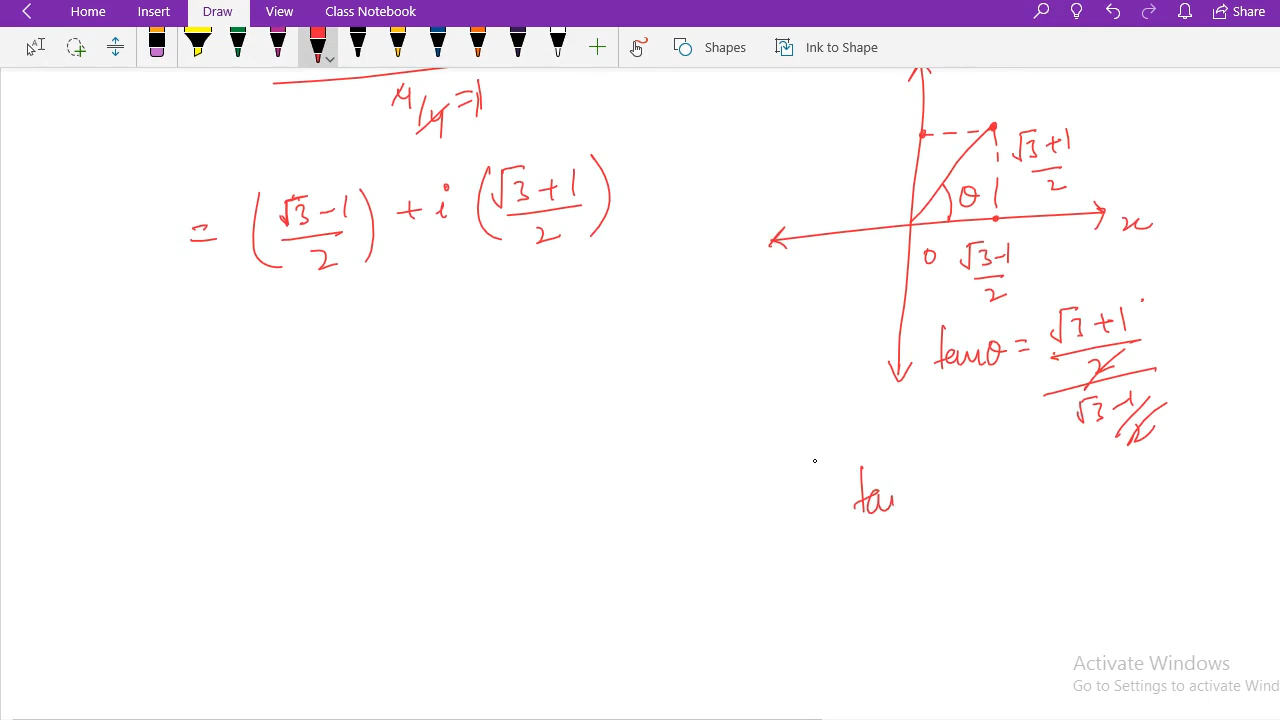 Home Insert Draw View Class Notebook Share
Shapes Ink to Shape
4/4 = 1
= (√3 - 1 / 2) + i (√3 + 1 / 2)
√3 + 1 / 2
θ
x
0 √3 - 1 / 2
tanθ = √3 + 1 / 2 / √3 - 1 / 2
tan
Activate Windows
Go to Settings to activate Wind